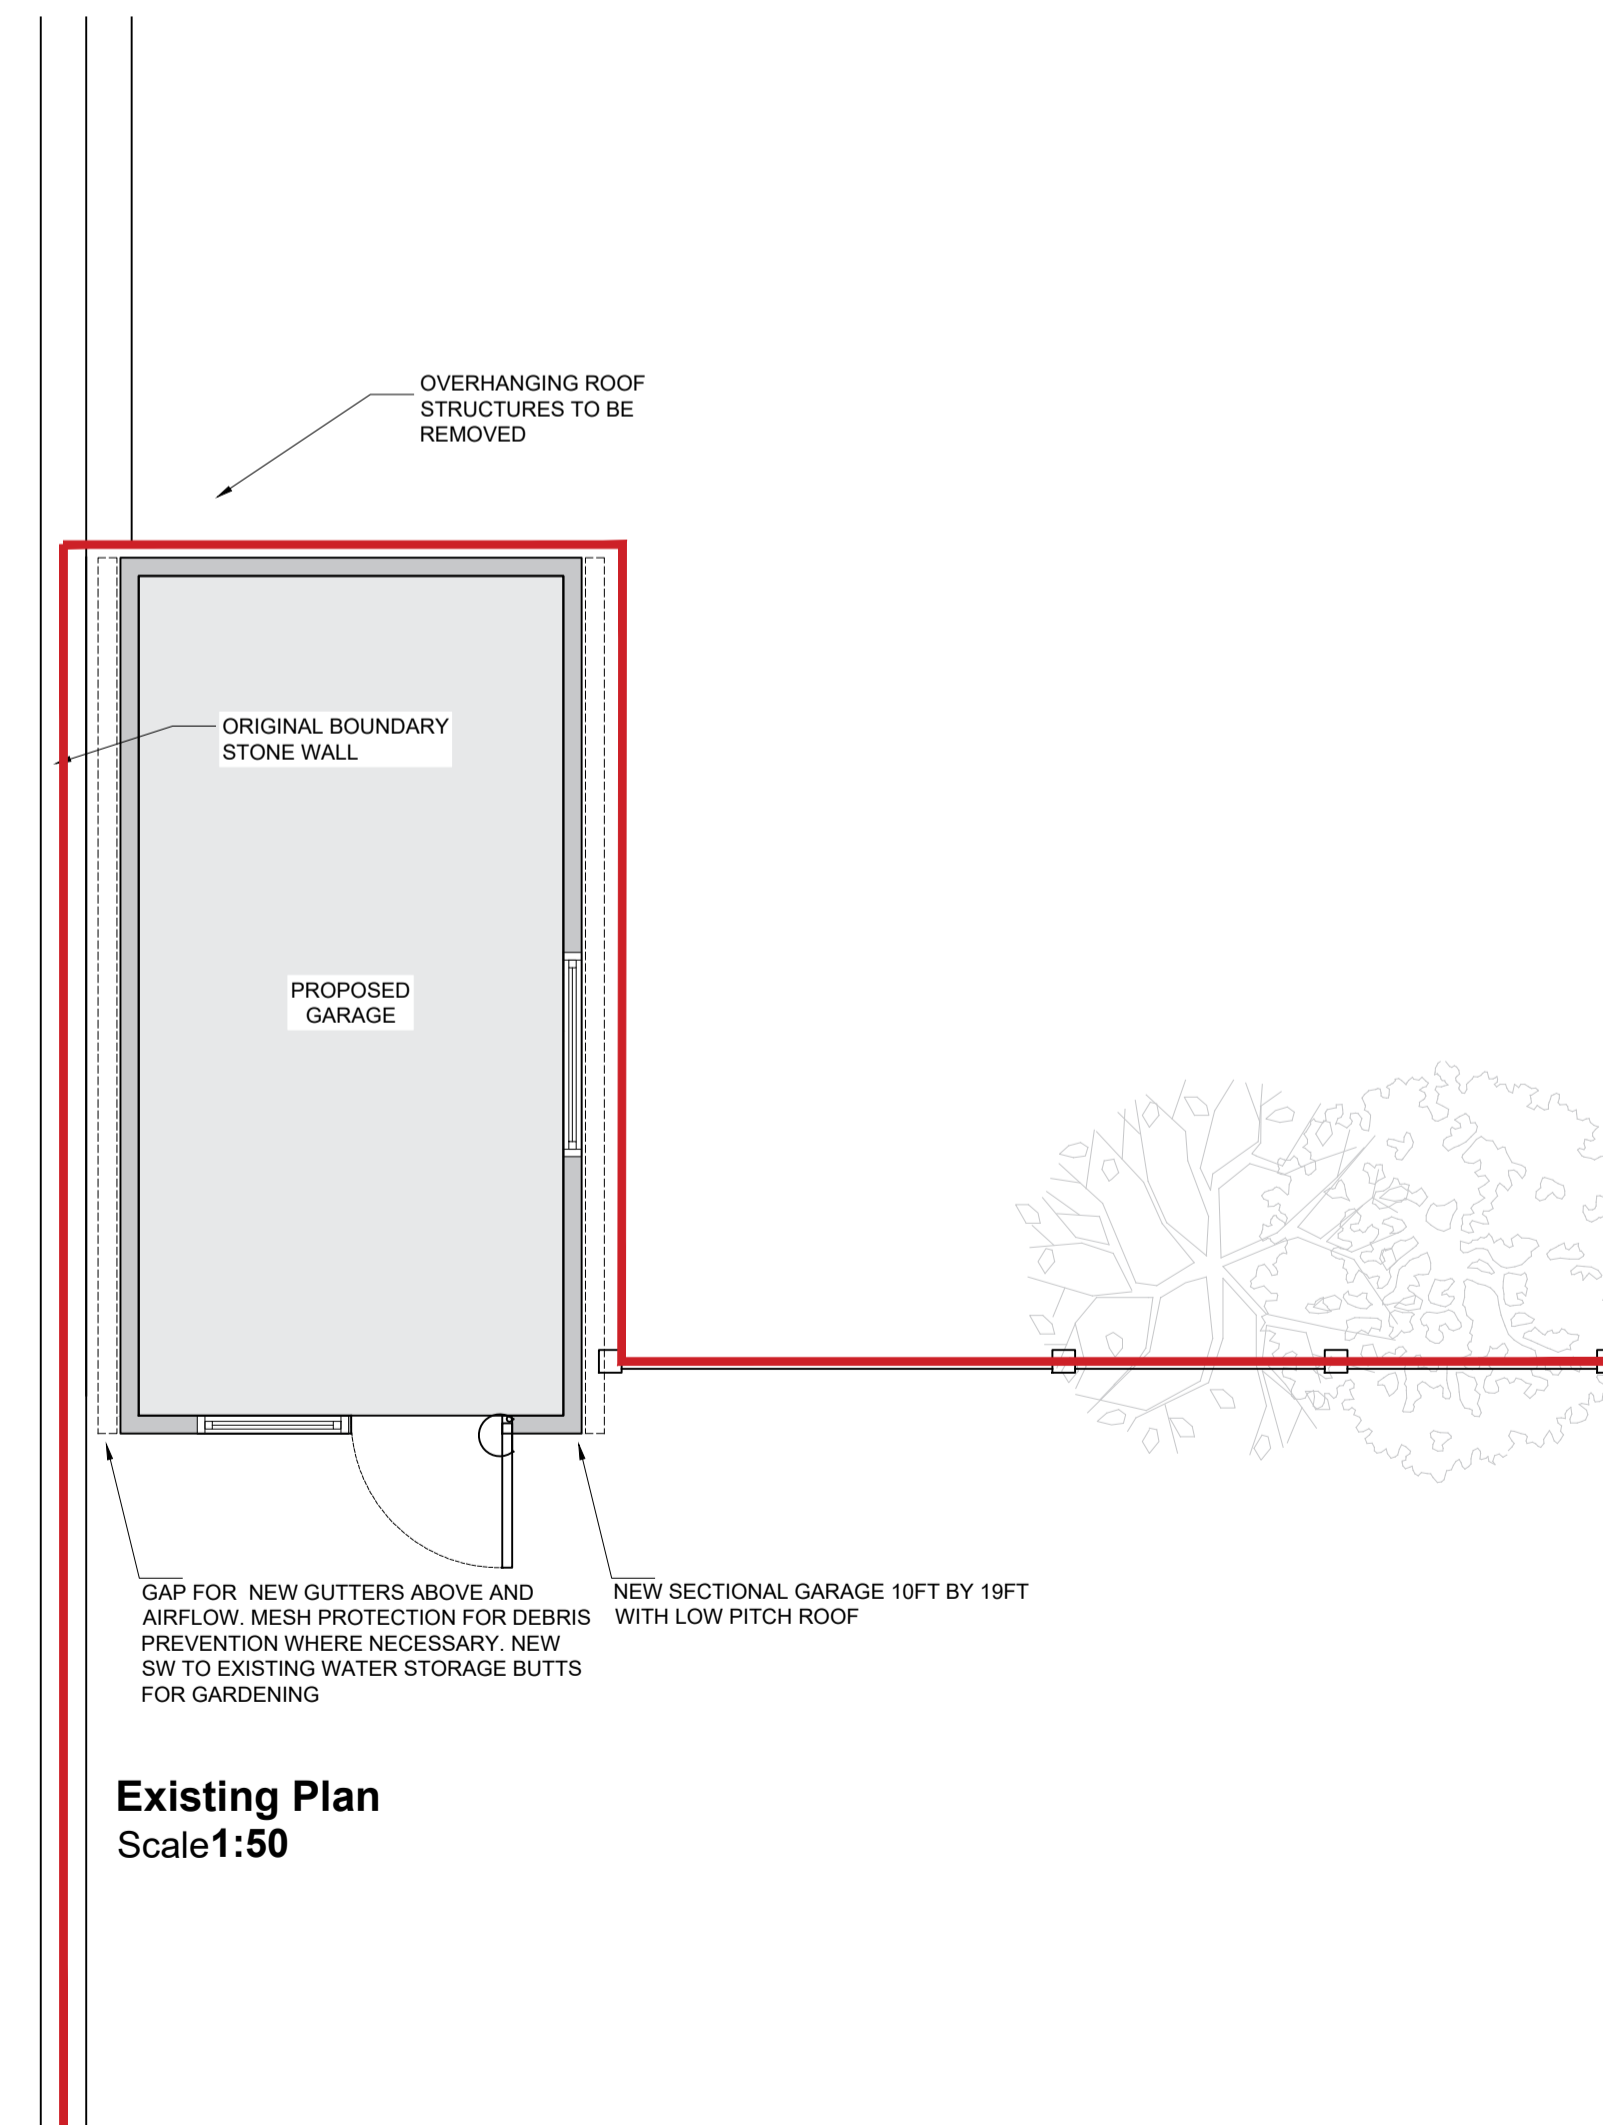 OVERHANGING ROOF
STRUCTURES TO BE
REMOVED
ORIGINAL BOUNDARY
STONE WALL
PROPOSED
GARAGE
GAP FOR NEW GUTTERS ABOVE AND
AIRFLOW. MESH PROTECTION FOR DEBRIS
PREVENTION WHERE NECESSARY. NEW
SW TO EXISTING WATER STORAGE BUTTS
FOR GARDENING
NEW SECTIONAL GARAGE 10FT BY 19FT
WITH LOW PITCH ROOF
Existing Plan
Scale1:50